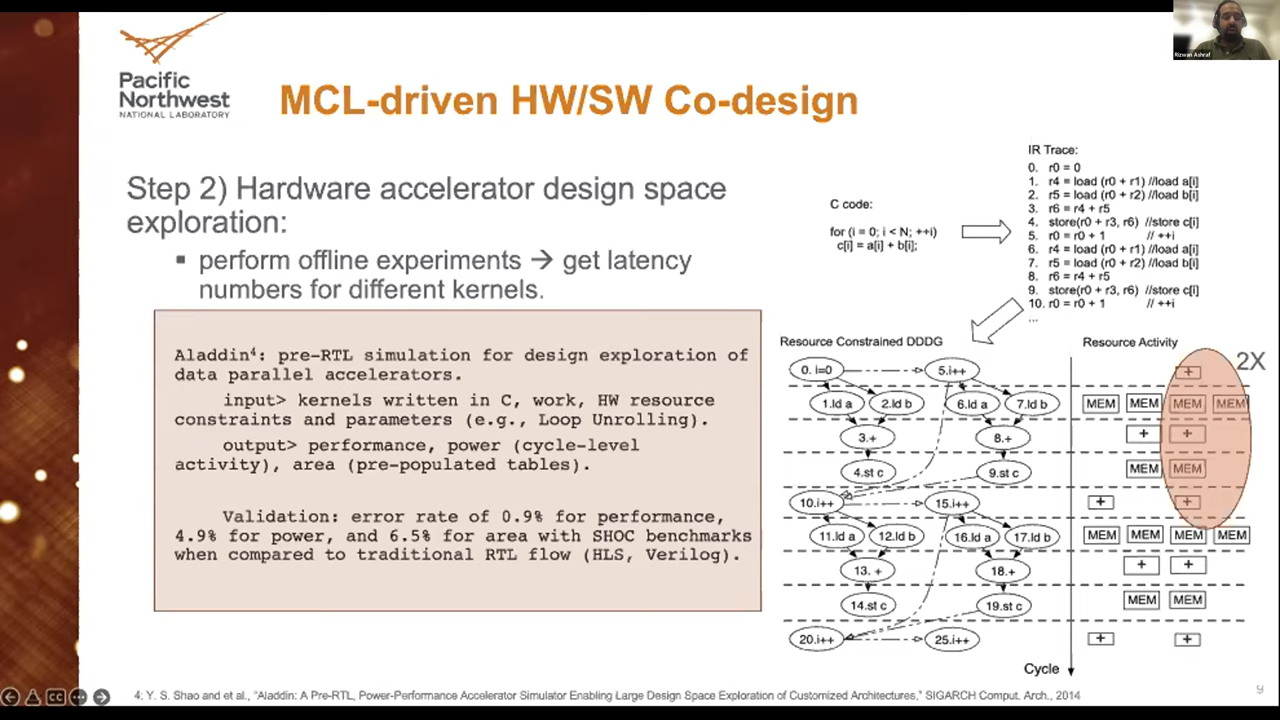 Rizwan Ashraf
Pacific
Northwest
NATIONAL LABORATORY
MCL-driven HW/SW Co-design
Step 2) Hardware accelerator design space
exploration:
▪ perform offline experiments → get latency
numbers for different kernels.
Aladdin⁴: pre-RTL simulation for design exploration of
data parallel accelerators.
input> kernels written in C, work, HW resource
constraints and parameters (e.g., Loop Unrolling).
output> performance, power (cycle-level
activity), area (pre-populated tables).
Validation: error rate of 0.9% for performance,
4.9% for power, and 6.5% for area with SHOC benchmarks
when compared to traditional RTL flow (HLS, Verilog).
C code:
for (i = 0; i < N; ++i)
c[i] = a[i] + b[i];
IR Trace:
0. r0 = 0
1. r4 = load (r0 + r1) //load a[i]
2. r5 = load (r0 + r2) //load b[i]
3. r6 = r4 + r5
4. store(r0 + r3, r6) //store c[i]
5. r0 = r0 + 1 // ++i
6. r4 = load (r0 + r1) //load a[i]
7. r5 = load (r0 + r2) //load b[i]
8. r6 = r4 + r5
9. store(r0 + r3, r6) //store c[i]
10. r0 = r0 + 1 // ++i
...
Resource Constrained DDDG
Resource Activity
2X
0. i=0 5.i++ +
1.ld a 2.ld b 6.ld a 7.ld b MEM MEM MEM MEM
3.+ 8.+ + +
4.st c 9.st c MEM MEM
10.i++ 15.i++ + +
11.ld a 12.ld b 16.ld a 17.ld b MEM MEM MEM MEM
13. + 18.+ + +
14.st c 19.st c MEM MEM
20.i++ 25.i++ + +
Cycle
CC
4: Y. S. Shao and et al., "Aladdin: A Pre-RTL, Power-Performance Accelerator Simulator Enabling Large Design Space Exploration of Customized Architectures," SIGARCH Comput. Arch., 2014
9